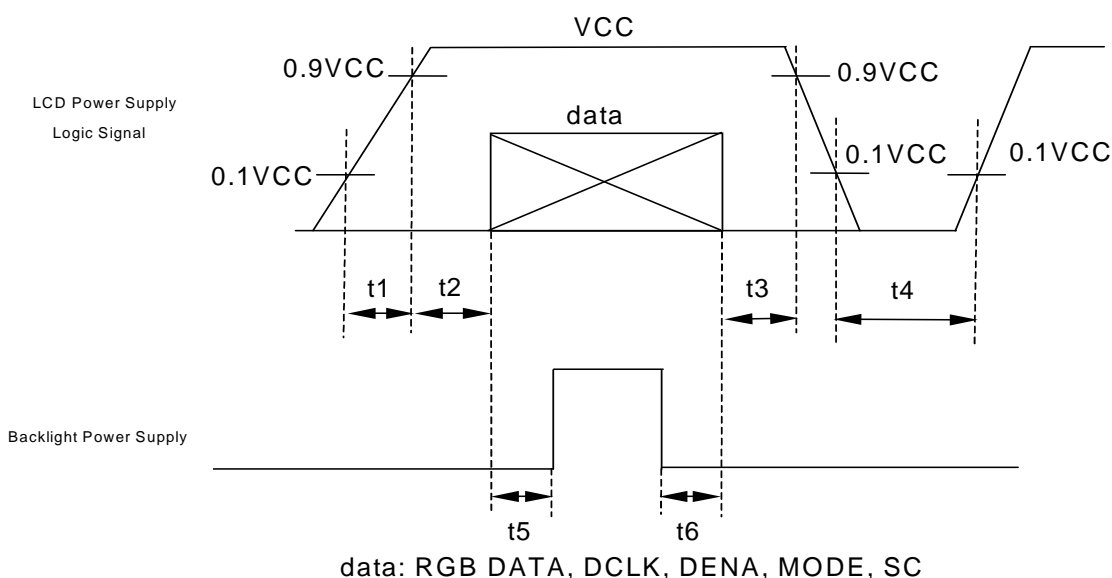 VCC
0.9VCC
0.9VCC
LCD Power Supply
Logic Signal
data
0.1VCC
0.1VCC
0.1VCC
t1
t2
t3
t4
Backlight Power Supply
t5
t6
data: RGB DATA, DCLK, DENA, MODE, SC